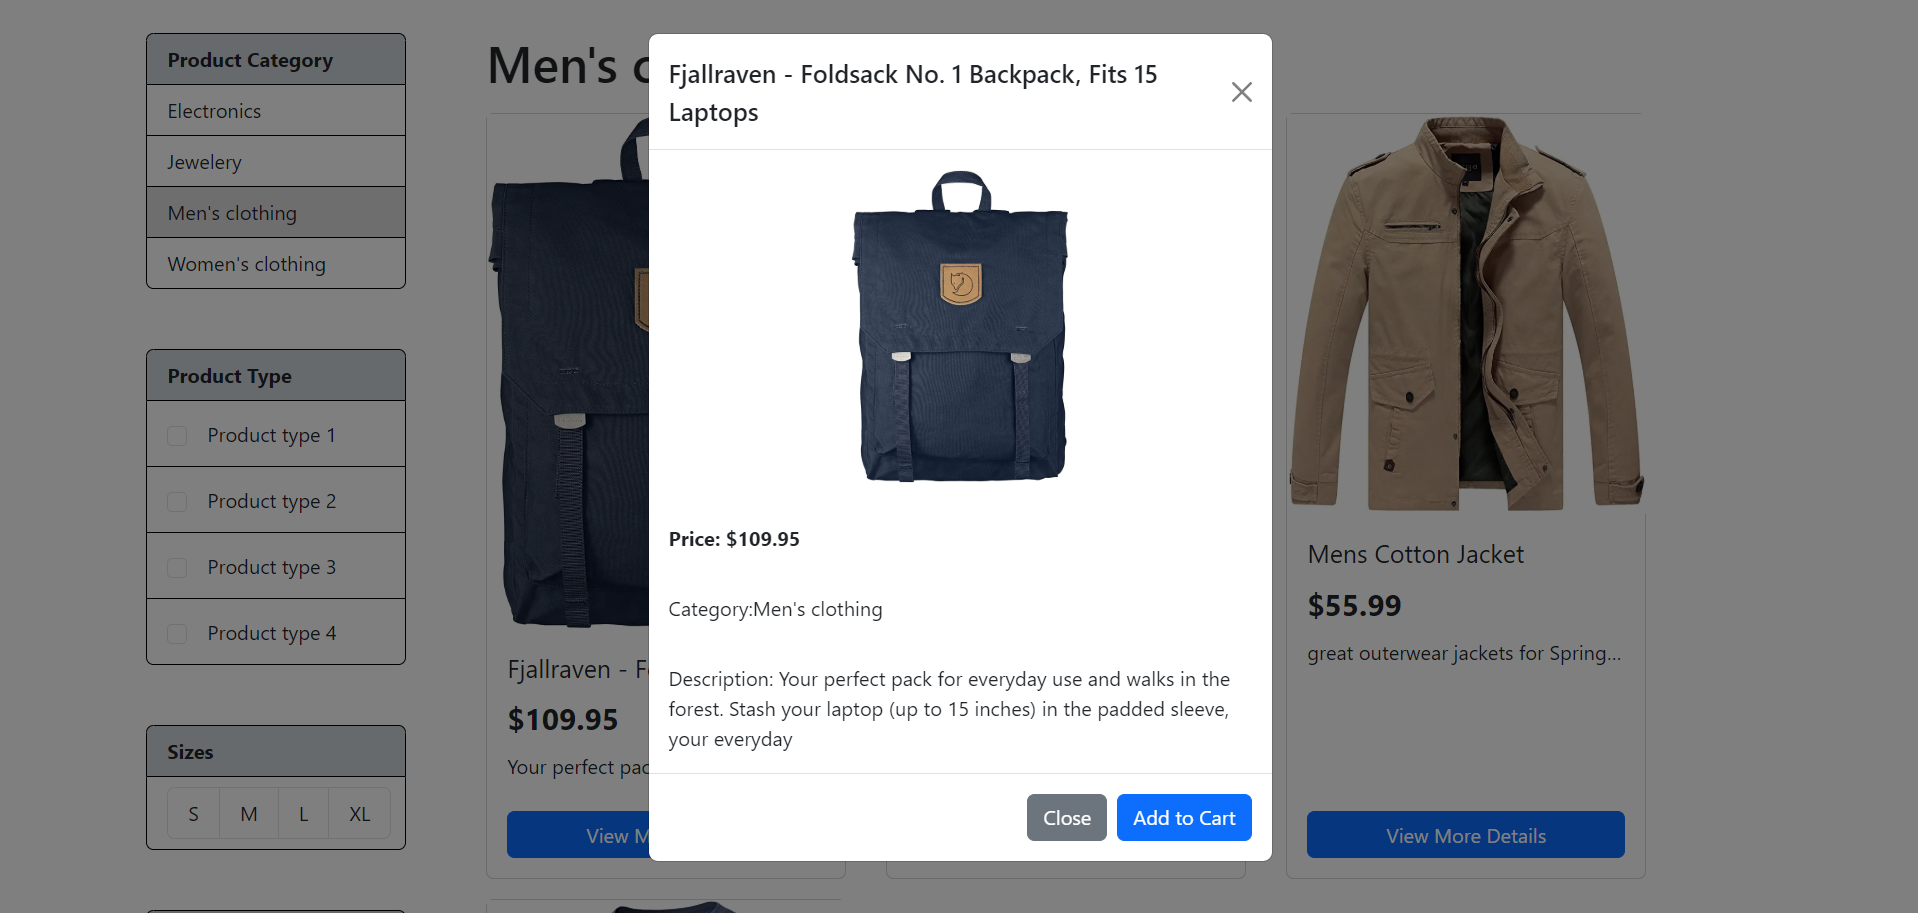 Product Category
Electronics
Jewelery
Men's clothing
Women's clothing
Product Type
Product type 1
Product type 2
Product type 3
Product type 4
Sizes
S M L XL
Men's
Fjallraven - Foldsack No. 1 Backpack, Fits 15
Laptops
Price: $109.95
Category:Men's clothing
Description: Your perfect pack for everyday use and walks in the
forest. Stash your laptop (up to 15 inches) in the padded sleeve,
your everyday
Close Add to Cart
Fjallraven -
$109.95
Your perfect
View
Mens Cotton Jacket
$55.99
great outerwear jackets for Spring...
View More Details